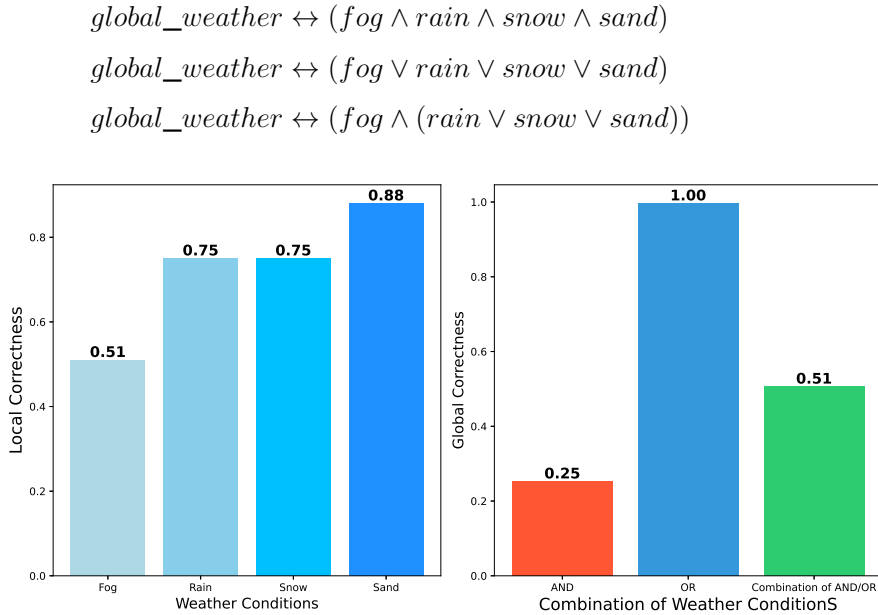 global_weather ↔ (fog ∧ rain ∧ snow ∧ sand)
global_weather ↔ (fog ∨ rain ∨ snow ∨ sand)
global_weather ↔ (fog ∧ (rain ∨ snow ∨ sand))
Local Correctness
0.8
0.6
0.4
0.2
0.0
0.51
0.75
0.75
0.88
Fog Rain Snow Sand
Weather Conditions
Global Correctness
1.0
0.8
0.6
0.4
0.2
0.0
0.25
1.00
0.51
AND OR Combination of AND/OR
Combination of Weather ConditionS